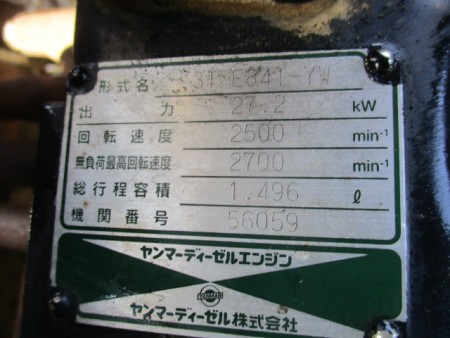 形式名 3T-E841-YW
出力 27.2 kW
回転速度 2500 min-¹
無負荷最高回転速度 2700 min-¹
総行程容積 1.496 ℓ
機関番号 56059
ヤンマーディーゼルエンジン
ヤンマーディーゼル株式会社